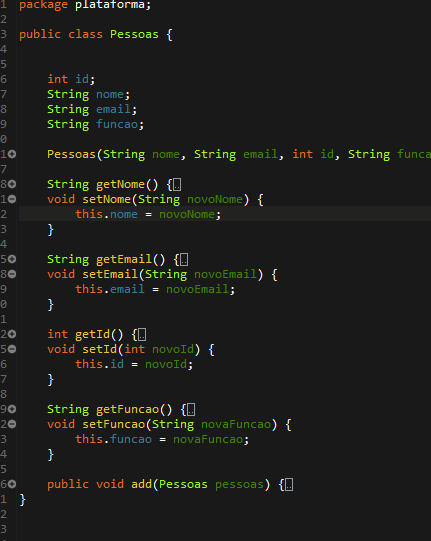 1 package plataforma;
2
3 public class Pessoas {
4
5
6 int id;
7 String nome;
8 String email;
9 String funcao;
0
1 Pessoas(String nome, String email, int id, String funca
7
8 String getNome() {..
1 void setNome(String novoNome) {
2 this.nome = novoNome;
3 }
4
5 String getEmail() {..
8 void setEmail(String novoEmail) {
9 this.email = novoEmail;
0 }
1
2 int getId() {..
5 void setId(int novoId) {
6 this.id = novoId;
7 }
8
9 String getFuncao() {..
2 void setFuncao(String novaFuncao) {
3 this.funcao = novaFuncao;
4 }
5
6 public void add(Pessoas pessoas) {..
1 }
2
3